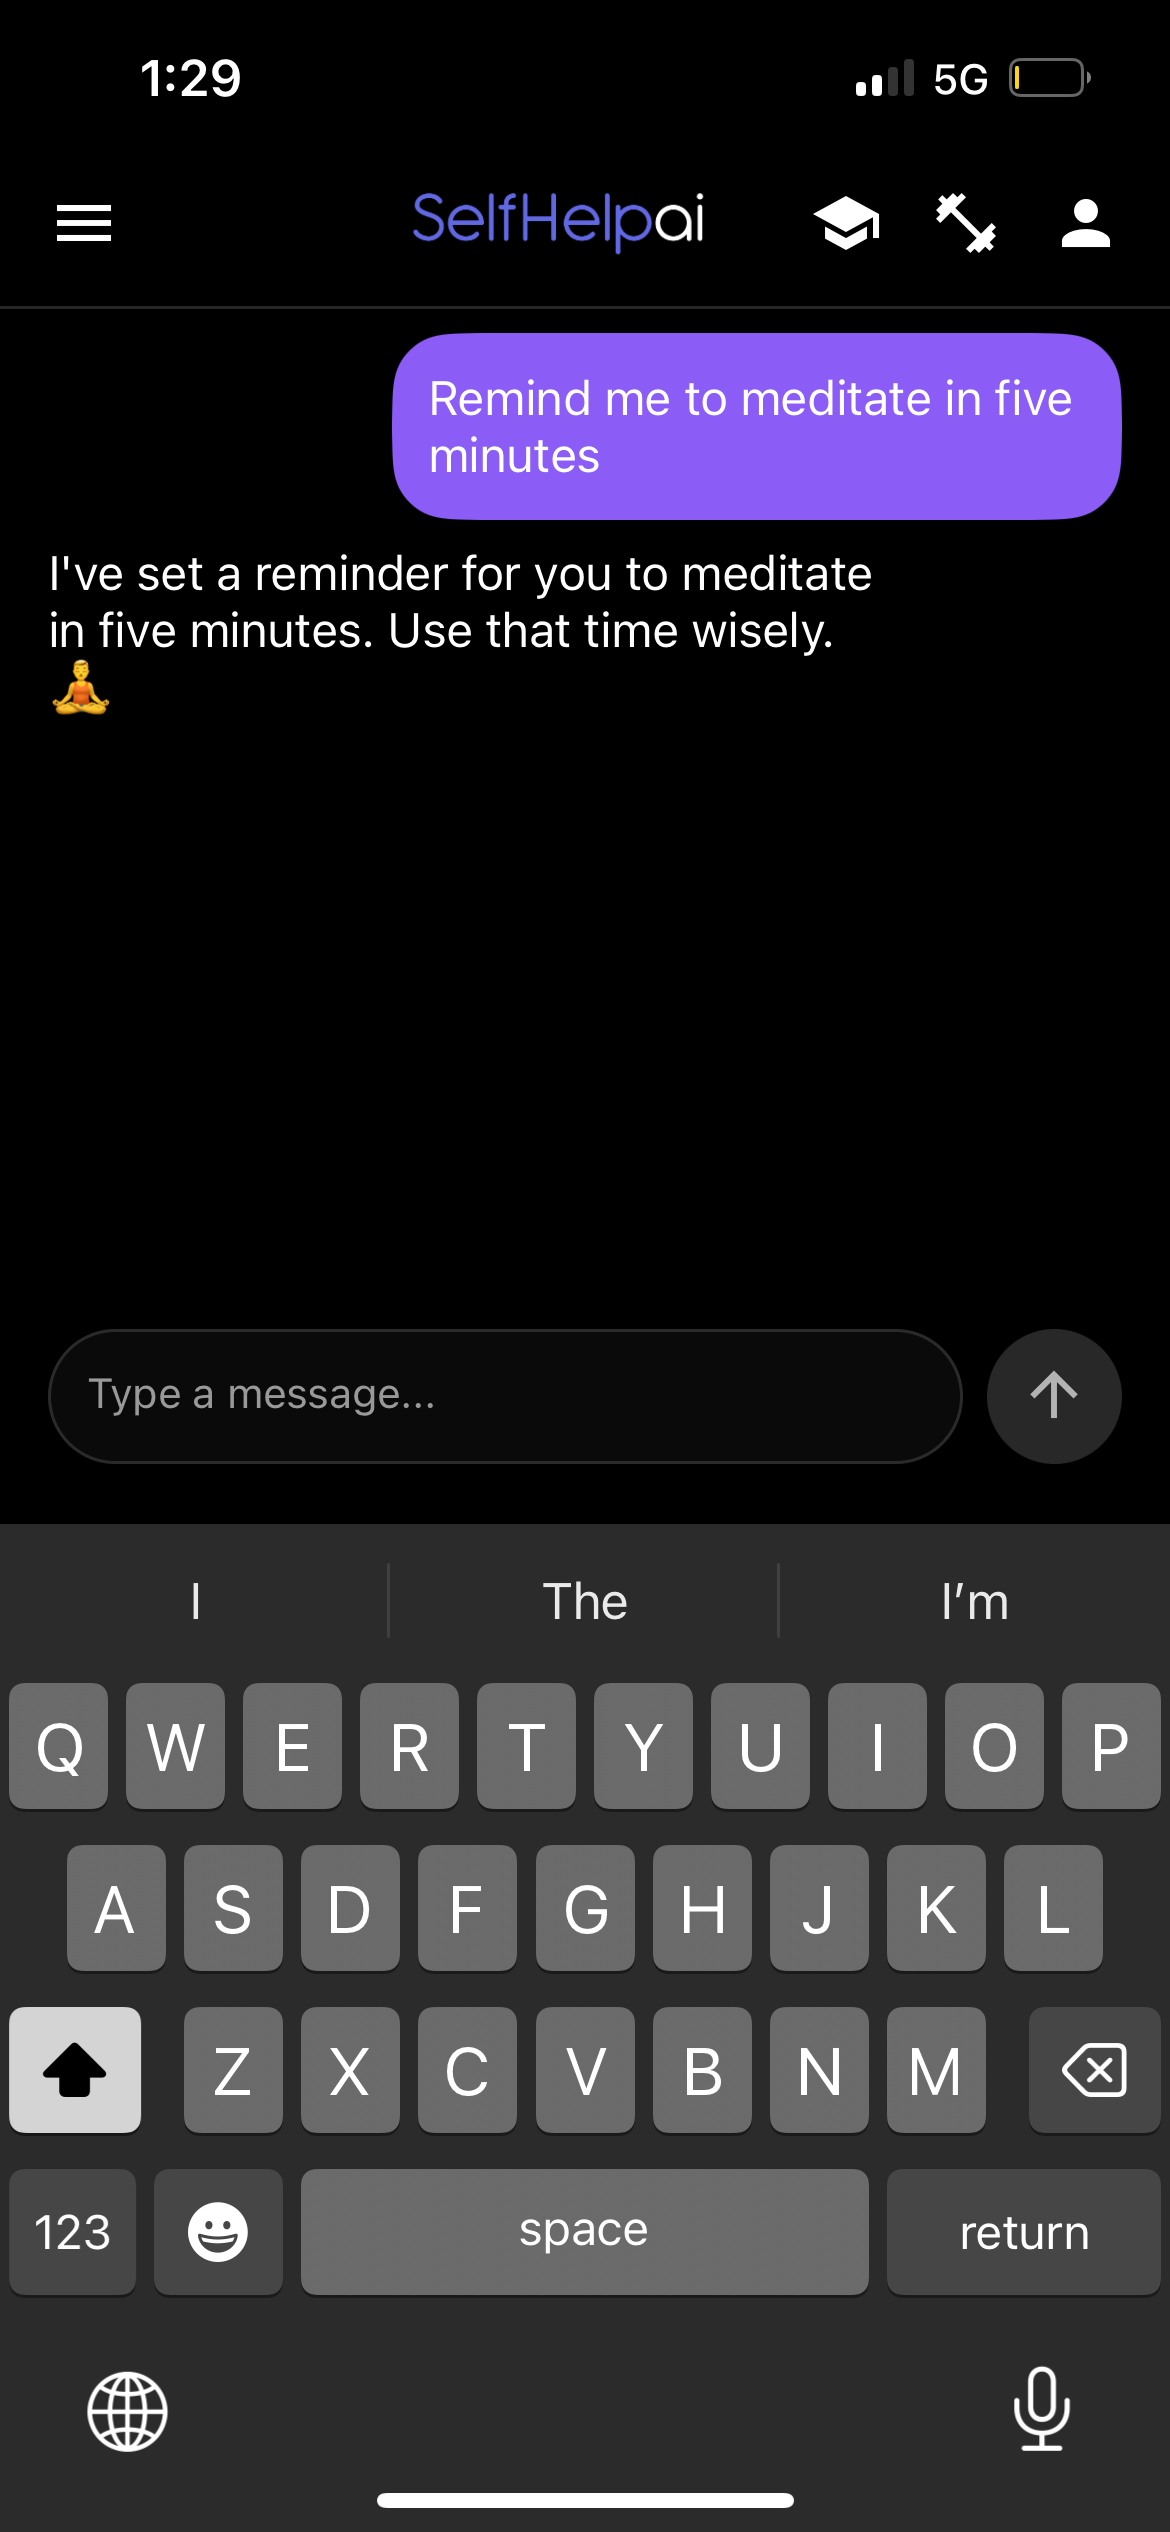 1:29
5G
SelfHelpai
Remind me to meditate in five
minutes
I've set a reminder for you to meditate
in five minutes. Use that time wisely.
🧘‍♂️
Type a message...
I The I’m
Q W E R T Y U I O P
A S D F G H J K L
Z X C V B N M
123 space return